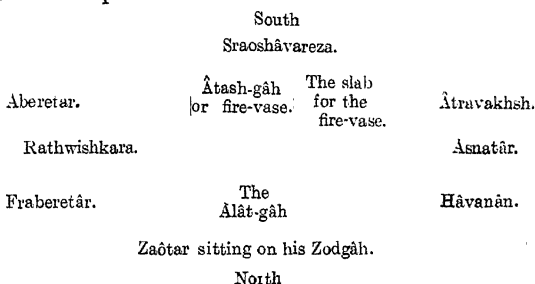 South
Sraoshâvareza.
Âtash-gâh The slab
Aberetar. or fire-vase. for the Âtravakhsh.
fire-vase.
Rathwishkara. Âsnatâr.
The
Fraberetâr. Âlât-gâh Hâvanân.
Zaôtar sitting on his Zodgâh.
North